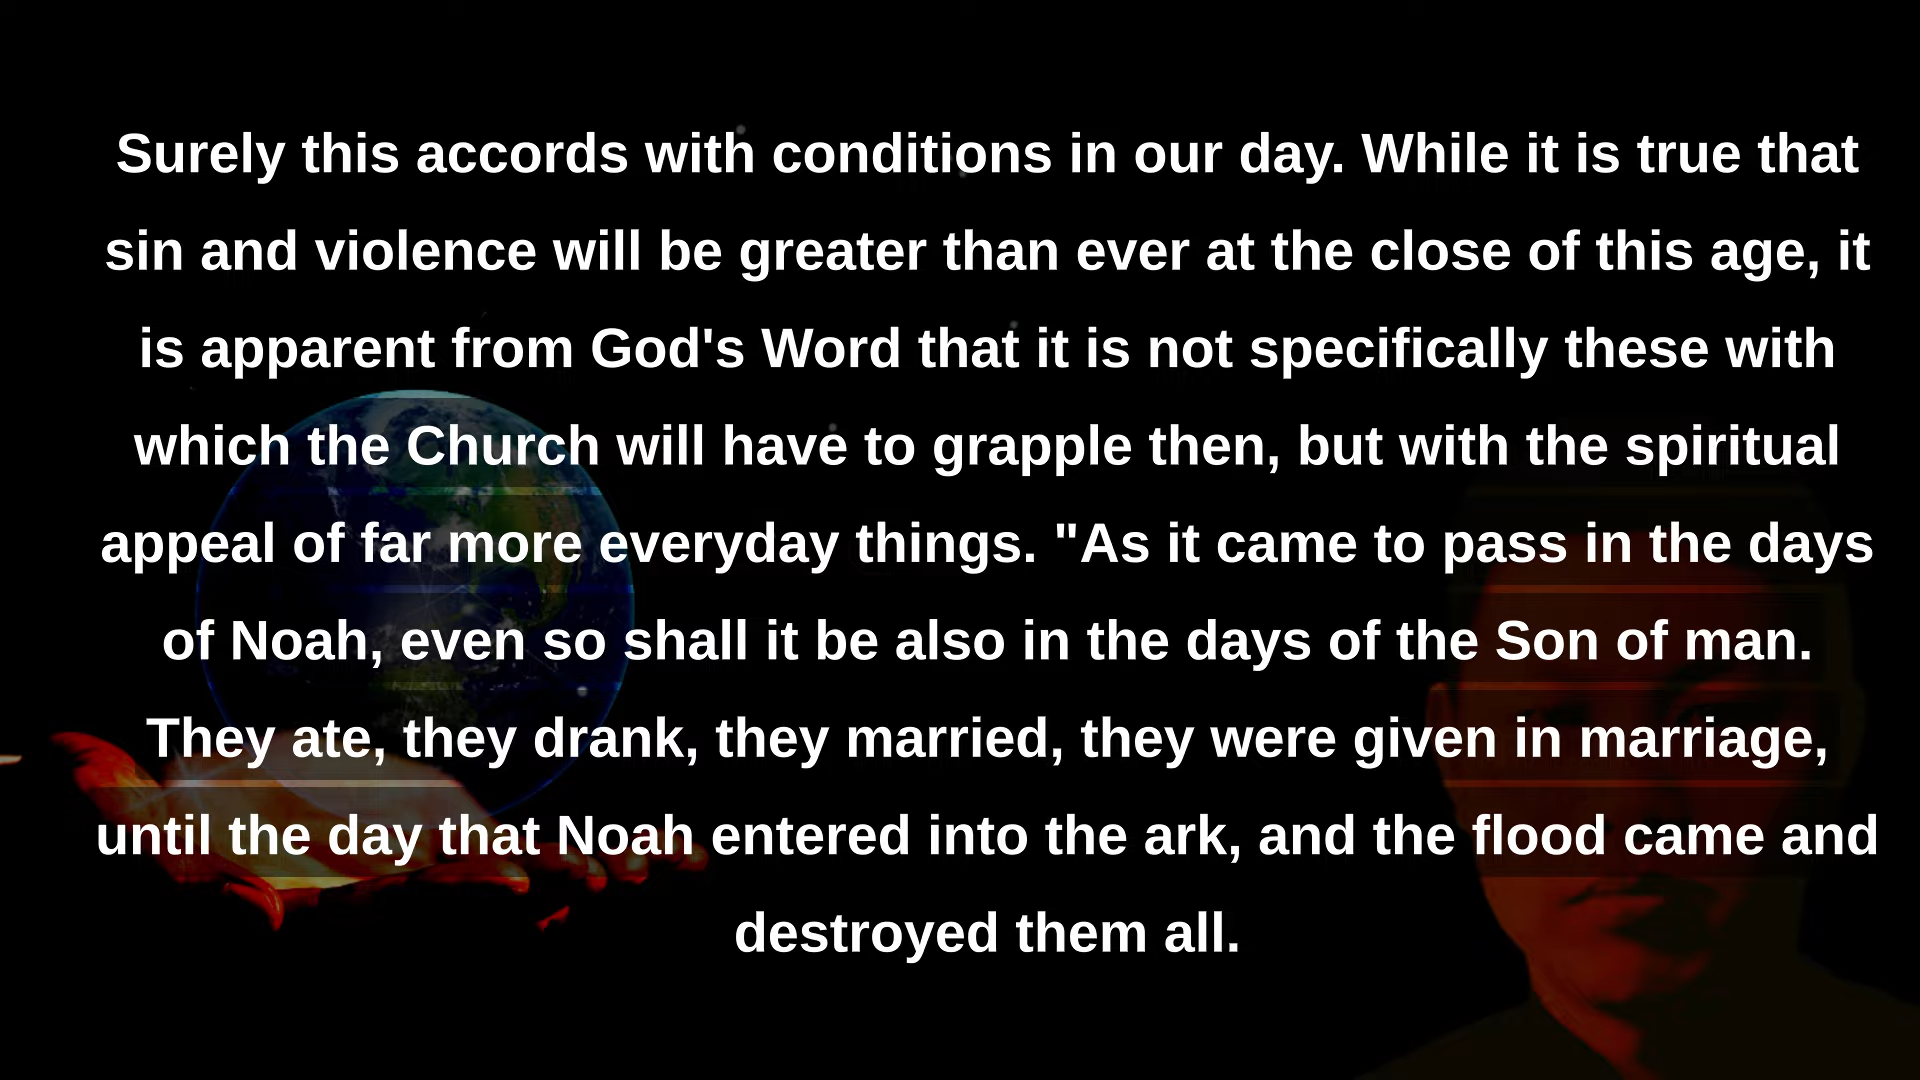 Surely this accords with conditions in our day. While it is true that
sin and violence will be greater than ever at the close of this age, it
is apparent from God's Word that it is not specifically these with
which the Church will have to grapple then, but with the spiritual
appeal of far more everyday things. "As it came to pass in the days
of Noah, even so shall it be also in the days of the Son of man.
They ate, they drank, they married, they were given in marriage,
until the day that Noah entered into the ark, and the flood came and
destroyed them all.